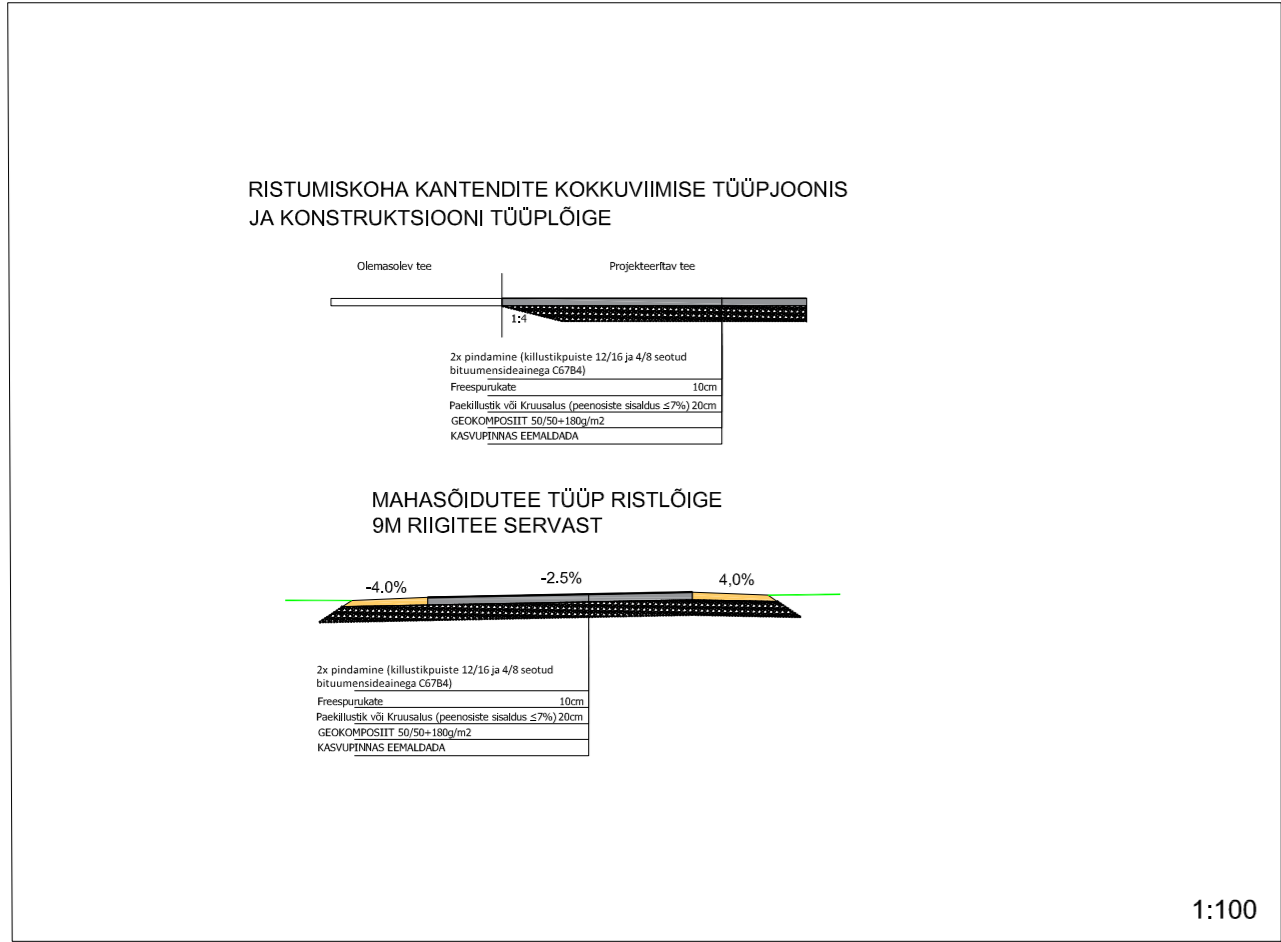 RISTUMISKOHA KANTENDITE KOKKUVIIMISE TÜÜPJOONIS
JA KONSTRUKTSIOONI TÜÜPLÕIGE
Olemasolev tee
Projekteeritav tee
1:4
2x pindamine (killustikpuiste 12/16 ja 4/8 seotud
bituumensideainega C67B4)
Freespurukate 10cm
Paekillustik või Kruusalus (peenosiste sisaldus ≤7%) 20cm
GEOKOMPOSIIT 50/50+180g/m2
KASVUPINNAS EEMALDADA
MAHASÕIDUTEE TÜÜP RISTLÕIGE
9M RIIGITEE SERVAST
-4.0%
-2.5%
4,0%
2x pindamine (killustikpuiste 12/16 ja 4/8 seotud
bituumensideainega C67B4)
Freespurukate 10cm
Paekillustik või Kruusalus (peenosiste sisaldus ≤7%) 20cm
GEOKOMPOSIIT 50/50+180g/m2
KASVUPINNAS EEMALDADA
1:100